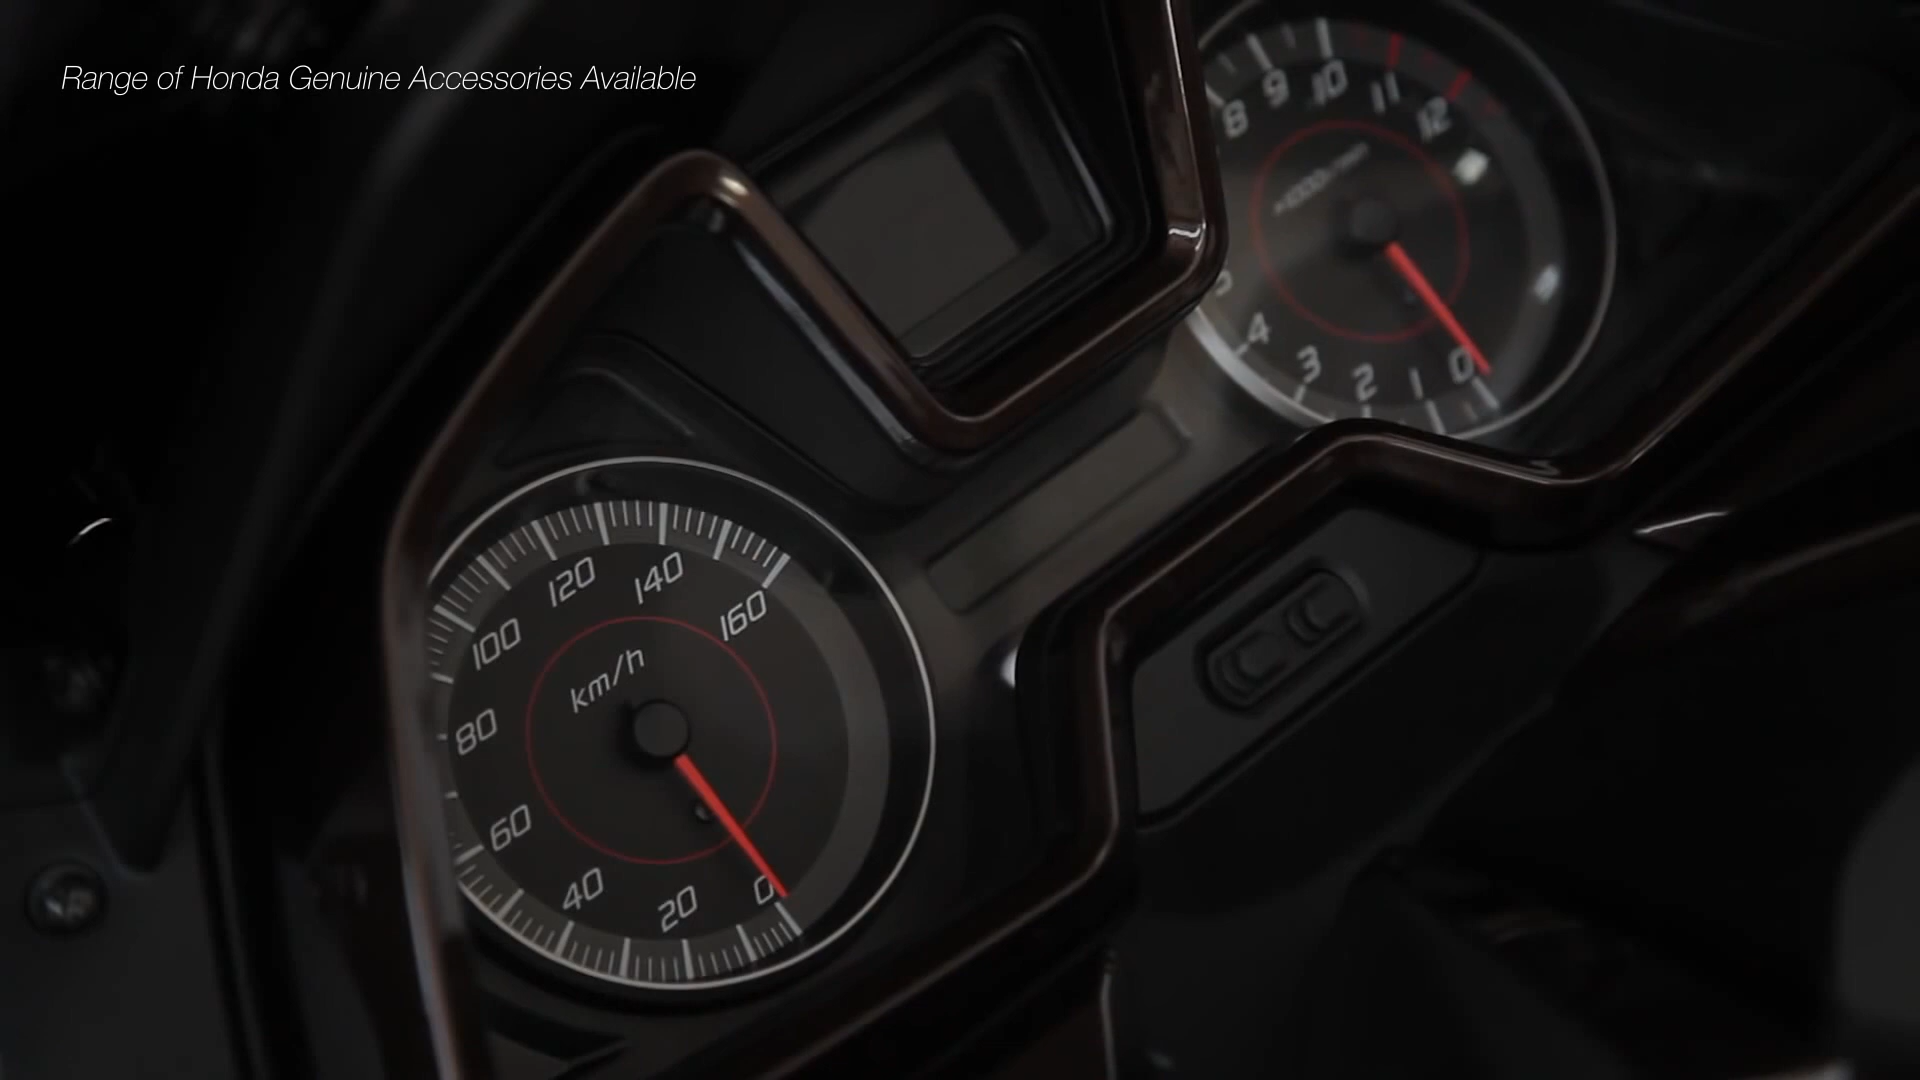 Range of Honda Genuine Accessories Available
8 9 10 11 12
4 3 2 1 0
km/h
0 20 40 60 80 100 120 140 160